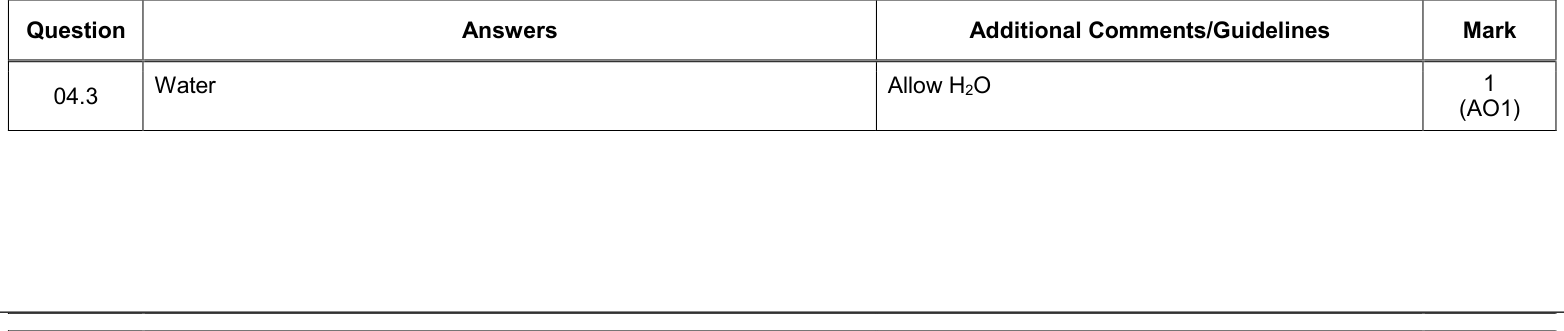 Question Answers Additional Comments/Guidelines Mark
04.3 Water Allow H₂O 1
(AO1)